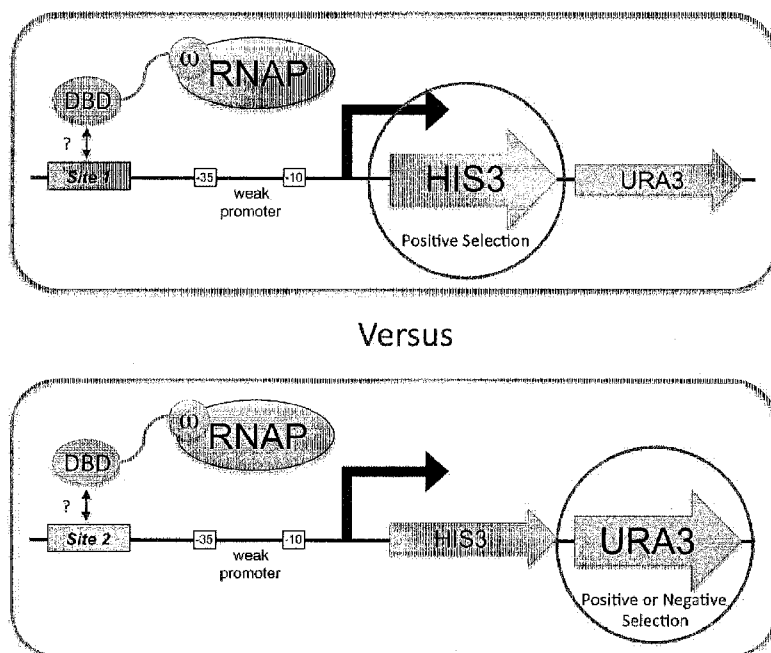 ω
RNAP
DBD
?
Site 1
-35
-10
weak
promoter
HIS3
URA3
Positive Selection
Versus
ω
RNAP
DBD
?
Site 2
-35
-10
weak
promoter
HIS3
URA3
Positive or Negative
Selection